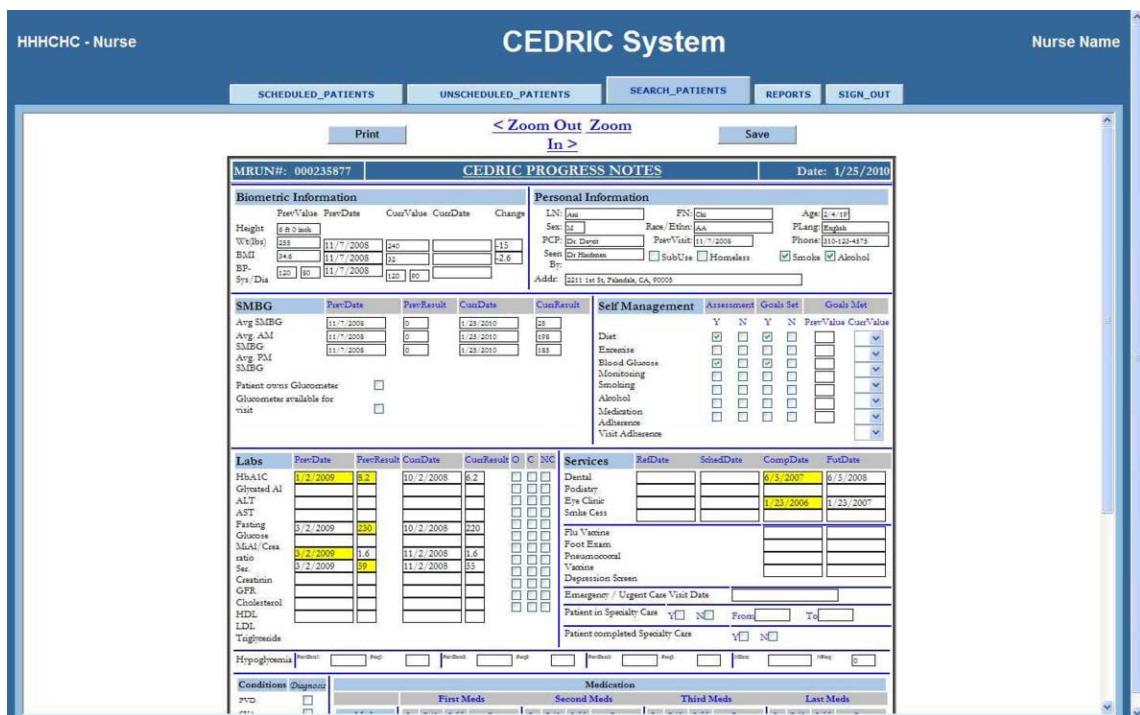 HHHCHC - Nurse CEDRIC System Nurse Name
SCHEDULED_PATIENTS UNSCHEDULED_PATIENTS SEARCH_PATIENTS REPORTS SIGN_OUT
Print < Zoom Out Zoom In > Save
MRUN#: 000235877 CEDRIC PROGRESS NOTES Date: 1/25/2010
Biometric Information Personal Information
PrevValue PrevDate CurrValue CurrDate Change
Height 6 ft 0 inch
Wt(lbs) 255 11/7/2008 240 -15
BMI 34.6 11/7/2008 32 -2.6
BP-Sys/Dia 120 80 11/7/2008 120 90
LN: FN: Chi Age: 2/4/19
Sex: M Race/Ethn: AA PLang: English
PCP: PrevVisit: 11/7/2008 Phone: 310-123-4375
Seen By: SubUse Homeless Smoke Alcohol
Addr: 2211 1st St, Palmdale, CA, 90005
SMBG PrevDate PrevResult CurrDate CurrResult
Avg SMBG 11/7/2008 0 1/25/2010
Avg. AM SMBG 11/7/2008 0 1/25/2010 198
Avg. PM SMBG 11/7/2008 0 1/25/2010 185
Patient owns Glucometer
Glucometer available for visit
Self Management Assessment Goals Set Goals Met
Y N Y N PrevValue CurrValue
Diet
Exercise
Blood Glucose
Monitoring
Smoking
Alcohol
Medication
Adherence
Visit Adherence
Labs PrevDate PrevResult CurrDate CurrResult O C NC
HbA1C 1/2/2009 8.2 10/2/2008 6.2
Glycated Al
ALT
AST
Fasting Glucose 3/2/2009 230 10/2/2008 220
MiAl/Crea ratio 3/2/2009 1.6 11/2/2008 1.6
Ser. Creatinin 3/2/2009 59 11/2/2008 55
GFR
Cholesterol
HDL
LDL
Triglyceride
Services RefDate SchedDate CompDate FutDate
Dental 6/5/2007 6/5/2008
Podiatry
Eye Clinic 1/23/2006 1/23/2007
Smke Cess
Flu Vaccine
Foot Exam
Pneumococcal
Vaccine
Depression Screen
Emergency / Urgent Care Visit Date
Patient in Specialty Care Y N From To
Patient completed Specialty Care Y N
Hypoglycemia 0
Conditions Diagnosis Medication
PVD First Meds Second Meds Third Meds Last Meds